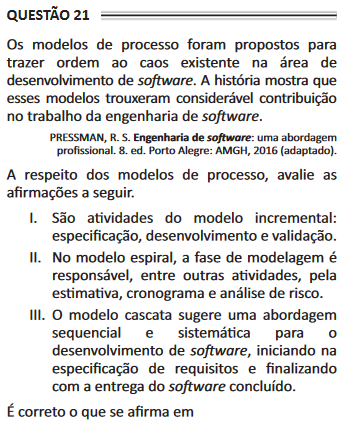 QUESTÃO 21
Os modelos de processo foram propostos para
trazer ordem ao caos existente na área de
desenvolvimento de software. A história mostra que
esses modelos trouxeram considerável contribuição
no trabalho da engenharia de software.
PRESSMAN, R. S. Engenharia de software: uma abordagem
profissional. 8. ed. Porto Alegre: AMGH, 2016 (adaptado).
A respeito dos modelos de processo, avalie as
afirmações a seguir.
I. São atividades do modelo incremental:
especificação, desenvolvimento e validação.
II. No modelo espiral, a fase de modelagem é
responsável, entre outras atividades, pela
estimativa, cronograma e análise de risco.
III. O modelo cascata sugere uma abordagem
sequencial e sistemática para o
desenvolvimento de software, iniciando na
especificação de requisitos e finalizando
com a entrega do software concluído.
É correto o que se afirma em